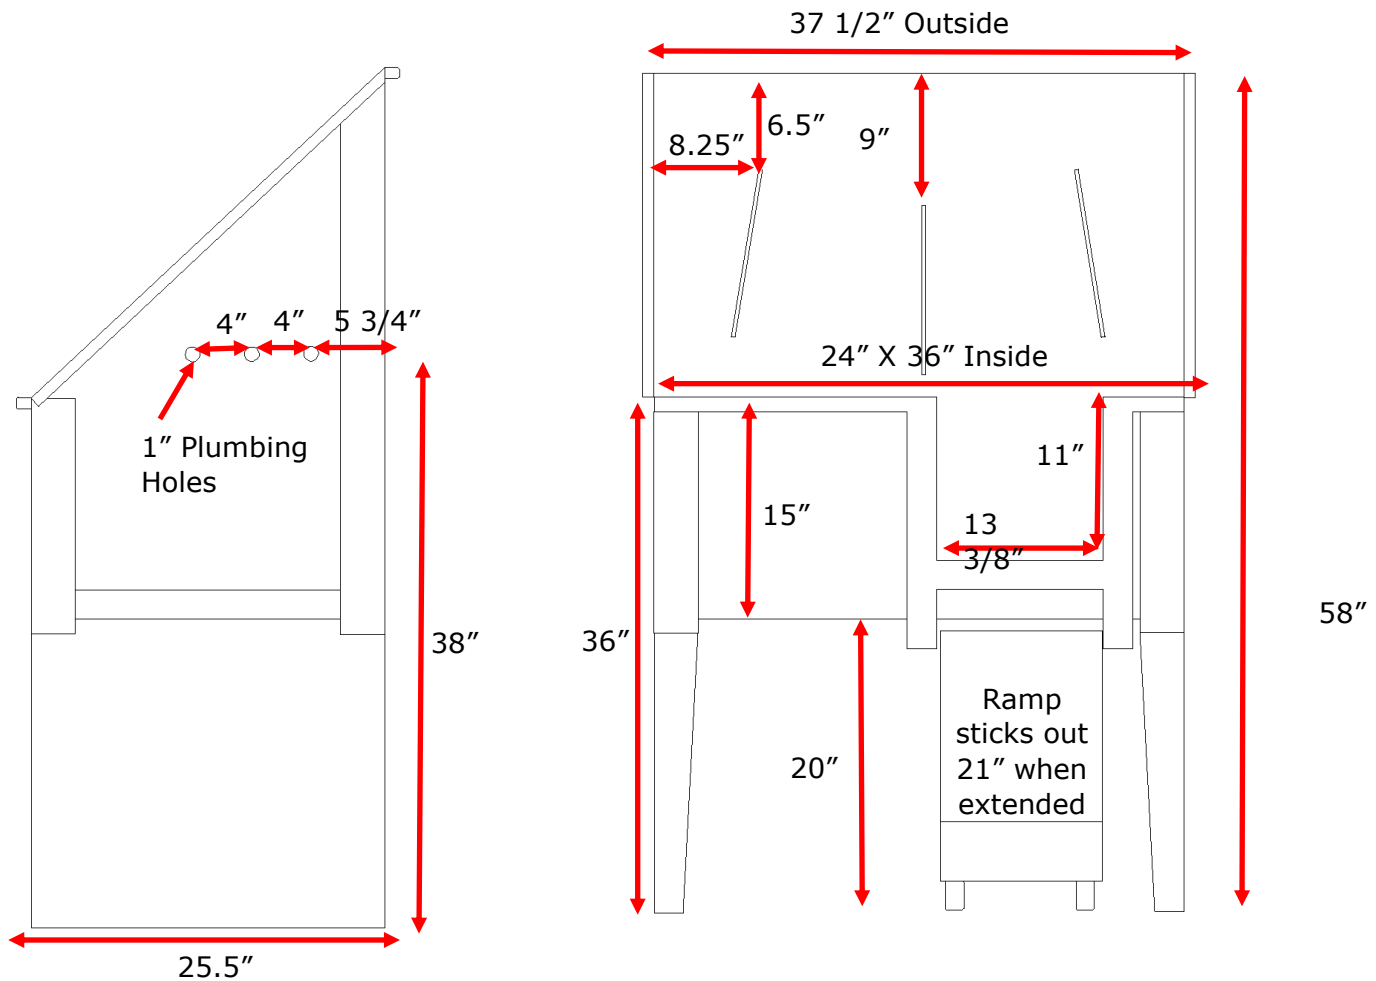 37 1/2” Outside
6.5”
8.25”
9”
4”
4”
5 3/4”
24” X 36” Inside
1” Plumbing
Holes
11”
15”
13
3/8”
38”
36”
58”
Ramp
sticks out
21” when
extended
20”
25.5”